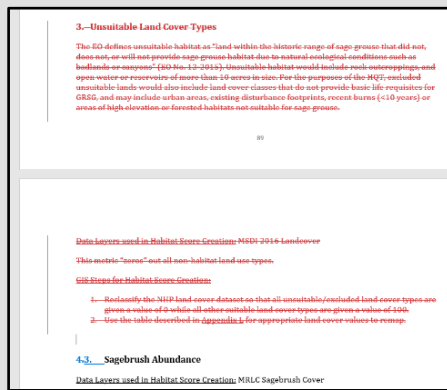 3. Unsuitable Land Cover Types
The EO defines unsuitable habitat as "land within the historic range of sage grouse that did not,
does not, or will not provide sage grouse habitat due to natural ecological conditions such as
badlands or canyons" (EO No. 12-2015). Unsuitable habitat would include rock outcroppings, and
open water or reservoirs of more than 10 acres in size. For the purposes of the HQT, excluded
unsuitable lands would also include land cover classes that do not provide basic life requisites for
GRSG, and may include urban areas, existing disturbance footprints, recent burns (<10 years) or
areas of high elevation or forested habitats not suitable for sage grouse.
89
Data Layers used in Habitat Score Creation: MSDI 2016 Landcover
This metric "zeros" out all non-habitat land use types.
GIS Steps for Habitat Score Creation:
1. Reclassify the NHP land cover dataset so that all unsuitable/excluded land cover types are
given a value of 0 while all other suitable land cover types are given a value of 100.
2. Use the table described in Appendix L for appropriate land cover values to remap.
4.3. Sagebrush Abundance
Data Layers used in Habitat Score Creation: MRLC Sagebrush Cover